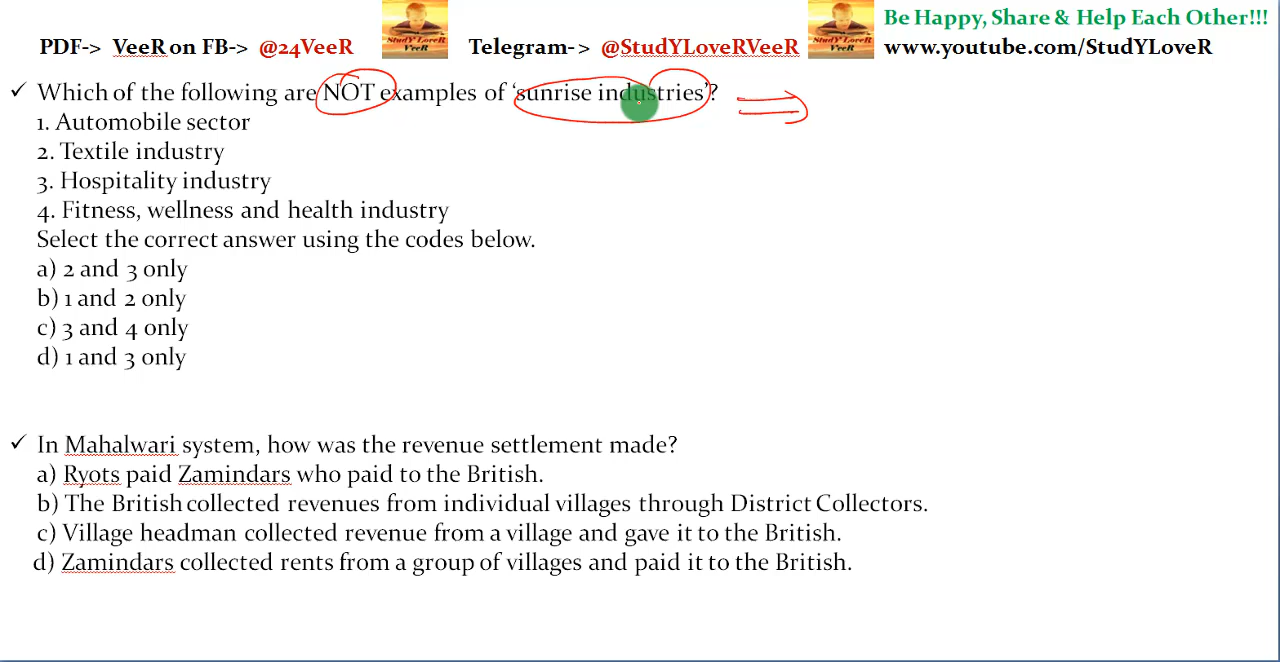 Be Happy, Share & Help Each Other!!!
PDF-> VeeR on FB-> @24VeeR Telegram-> @StudYLoveRVeeR www.youtube.com/StudYLoveR
StudY LoveR
VeeR
StudY LoveR
VeeR
✓ Which of the following are NOT examples of ‘sunrise industries’?
1. Automobile sector
2. Textile industry
3. Hospitality industry
4. Fitness, wellness and health industry
Select the correct answer using the codes below.
a) 2 and 3 only
b) 1 and 2 only
c) 3 and 4 only
d) 1 and 3 only
✓ In Mahalwari system, how was the revenue settlement made?
a) Ryots paid Zamindars who paid to the British.
b) The British collected revenues from individual villages through District Collectors.
c) Village headman collected revenue from a village and gave it to the British.
d) Zamindars collected rents from a group of villages and paid it to the British.